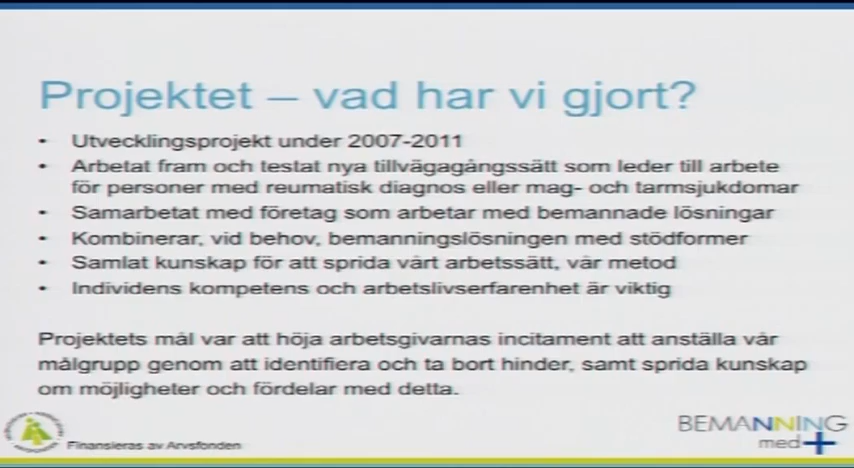 Projektet – vad har vi gjort?
• Utvecklingsprojekt under 2007-2011
• Arbetat fram och testat nya tillvägagångssätt som leder till arbete
för personer med reumatisk diagnos eller mag- och tarmsjukdomar
• Samarbetat med företag som arbetar med bemannade lösningar
• Kombinerar, vid behov, bemanningslösningen med stödformer
• Samlat kunskap för att sprida vårt arbetssätt, vår metod
• Individens kompetens och arbetslivserfarenhet är viktig
Projektets mål var att höja arbetsgivarnas incitament att anställa vår
målgrupp genom att identifiera och ta bort hinder, samt sprida kunskap
om möjligheter och fördelar med detta.
Finansieras av Arvsfonden
BEMANNING
med+